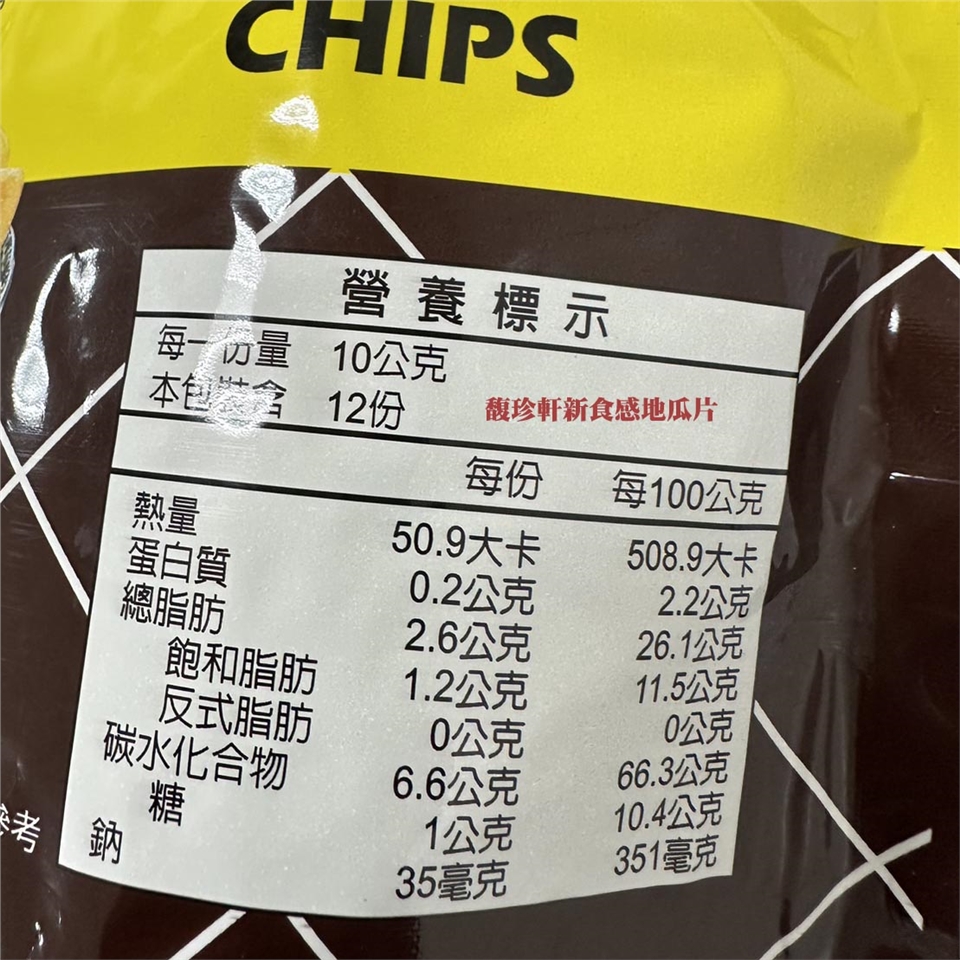 CHIPS
營養標示
每一份量 10公克
本包裝含 12份
馥珍軒新食感地瓜片
每份 每100公克
熱量 50.9大卡 508.9大卡
蛋白質 0.2公克 2.2公克
總脂肪 2.6公克 26.1公克
飽和脂肪 1.2公克 11.5公克
反式脂肪 0公克 0公克
碳水化合物 6.6公克 66.3公克
糖 1公克 10.4公克
鈉 35毫克 351毫克
參考